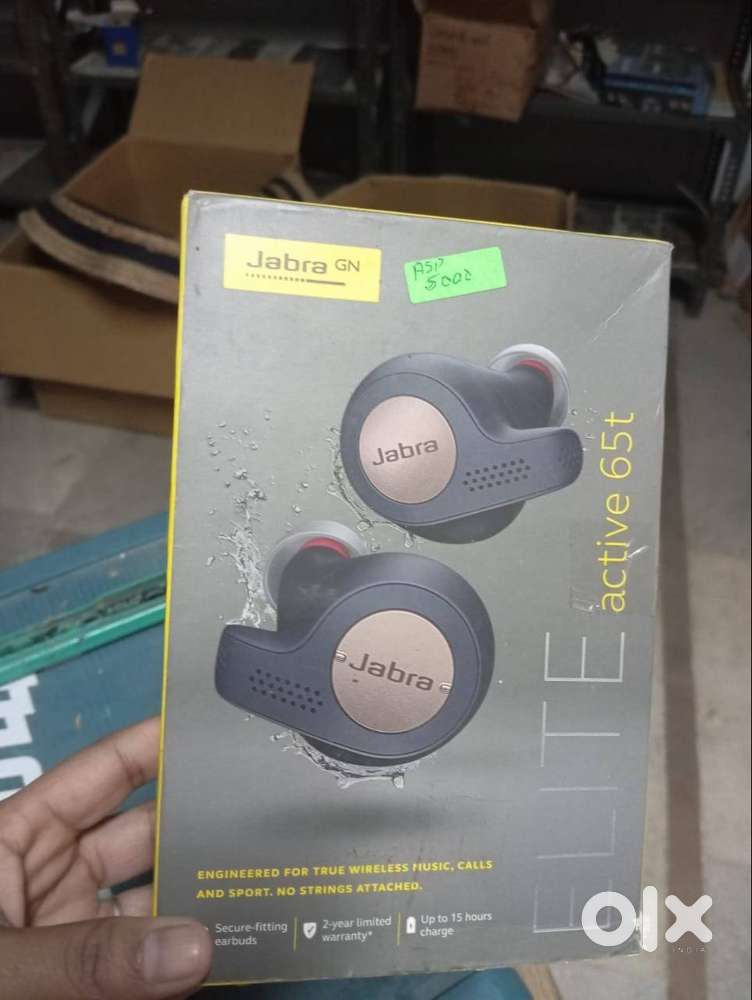 Jabra GN
ASP
5000
Jabra
Jabra
ELITE
active 65t
ENGINEERED FOR TRUE WIRELESS MUSIC, CALLS
AND SPORT. NO STRINGS ATTACHED.
Secure-fitting
earbuds
2-year limited
warranty*
Up to 15 hours
charge
olx
INDIA